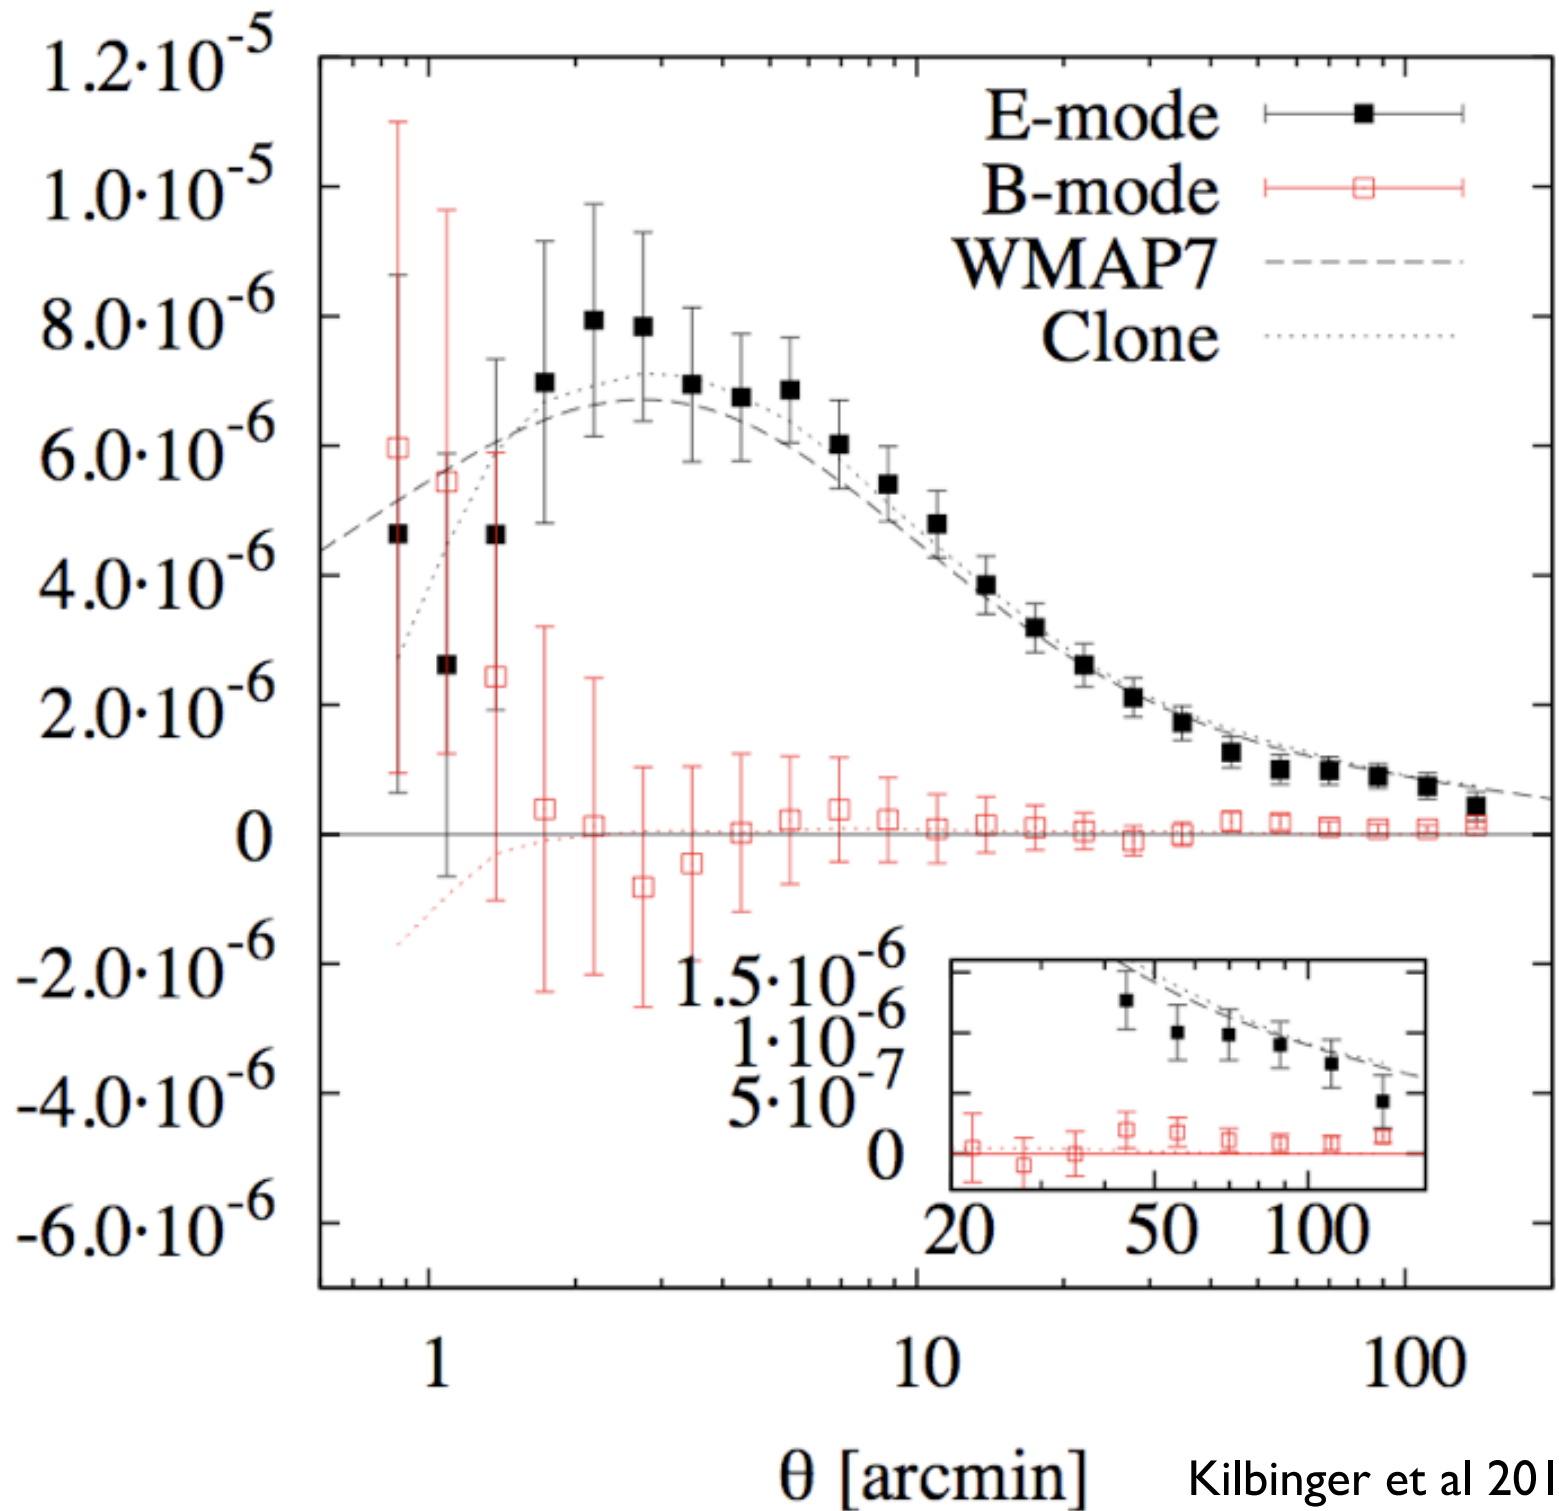 1.2·10^-5
1.0·10^-5
8.0·10^-6
6.0·10^-6
4.0·10^-6
2.0·10^-6
0
-2.0·10^-6
-4.0·10^-6
-6.0·10^-6
E-mode
B-mode
WMAP7
Clone
1.5·10^-6
1·10^-6
5·10^-7
0
20 50 100
1 10 100
θ [arcmin]
Kilbinger et al 201